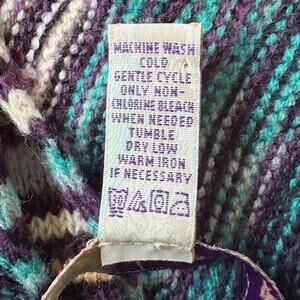 MACHINE WASH
COLD
GENTLE CYCLE
ONLY NON-
CHLORINE BLEACH
WHEN NEEDED
TUMBLE
DRY LOW
WARM IRON
IF NECESSARY